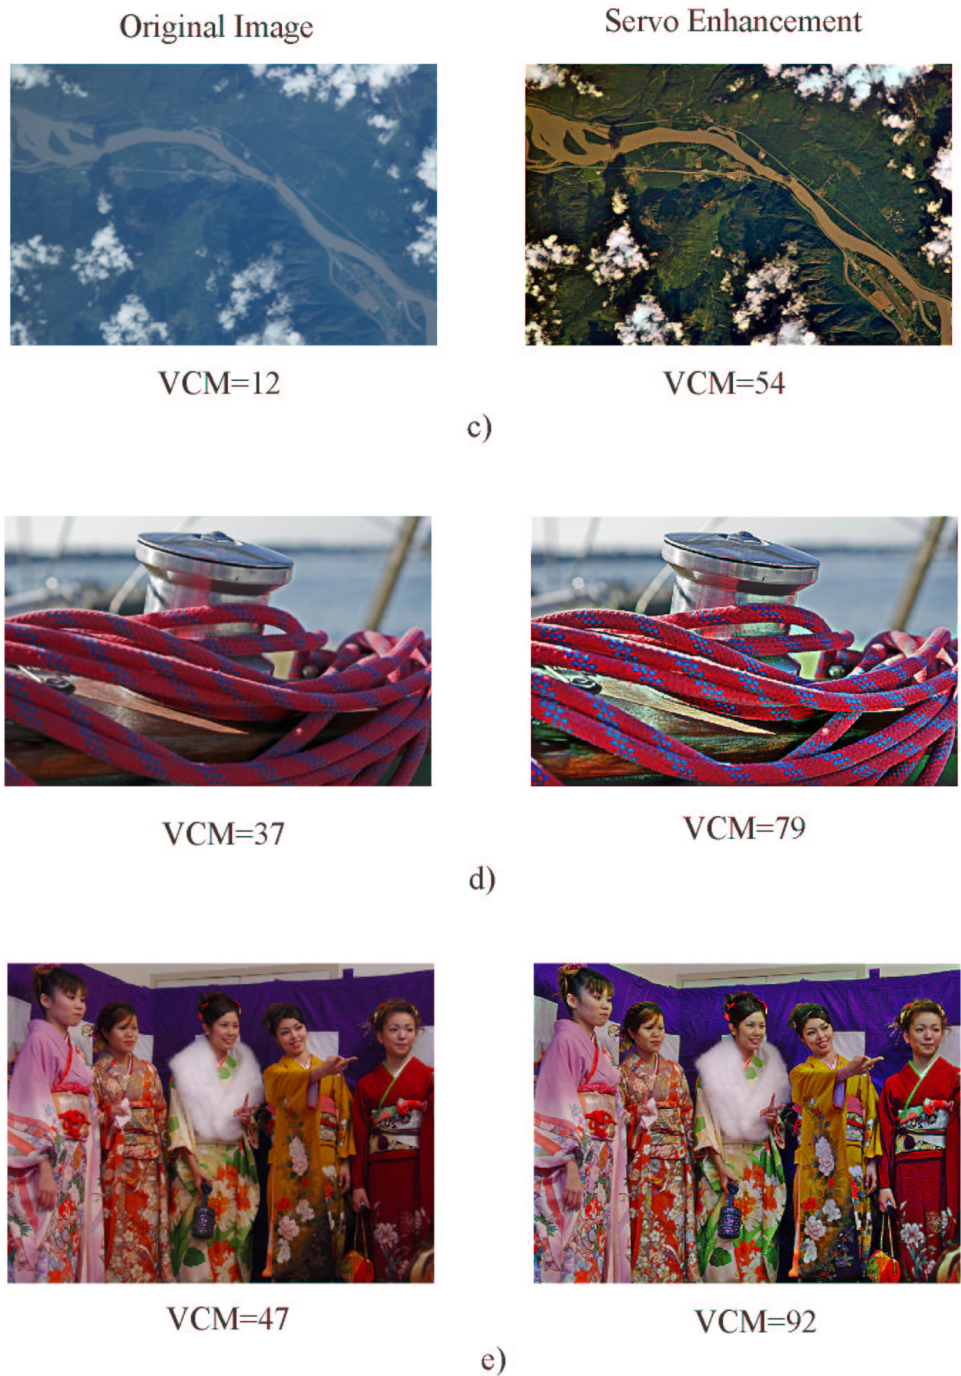 Original Image
Servo Enhancement
VCM=12
VCM=54
c)
VCM=37
VCM=79
d)
VCM=47
VCM=92
e)